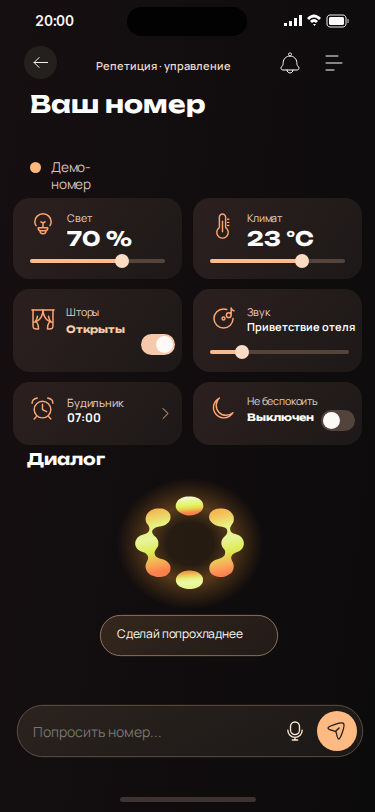 20:00
Репетиция · управление
Ваш номер
Демо-
номер
Свет
70 %
Климат
23 °C
Шторы
Открыты
Звук
Приветствие отеля
Будильник
07:00
Не беспокоить
Выключен
Диалог
Сделай попрохладнее
Попросить номер...